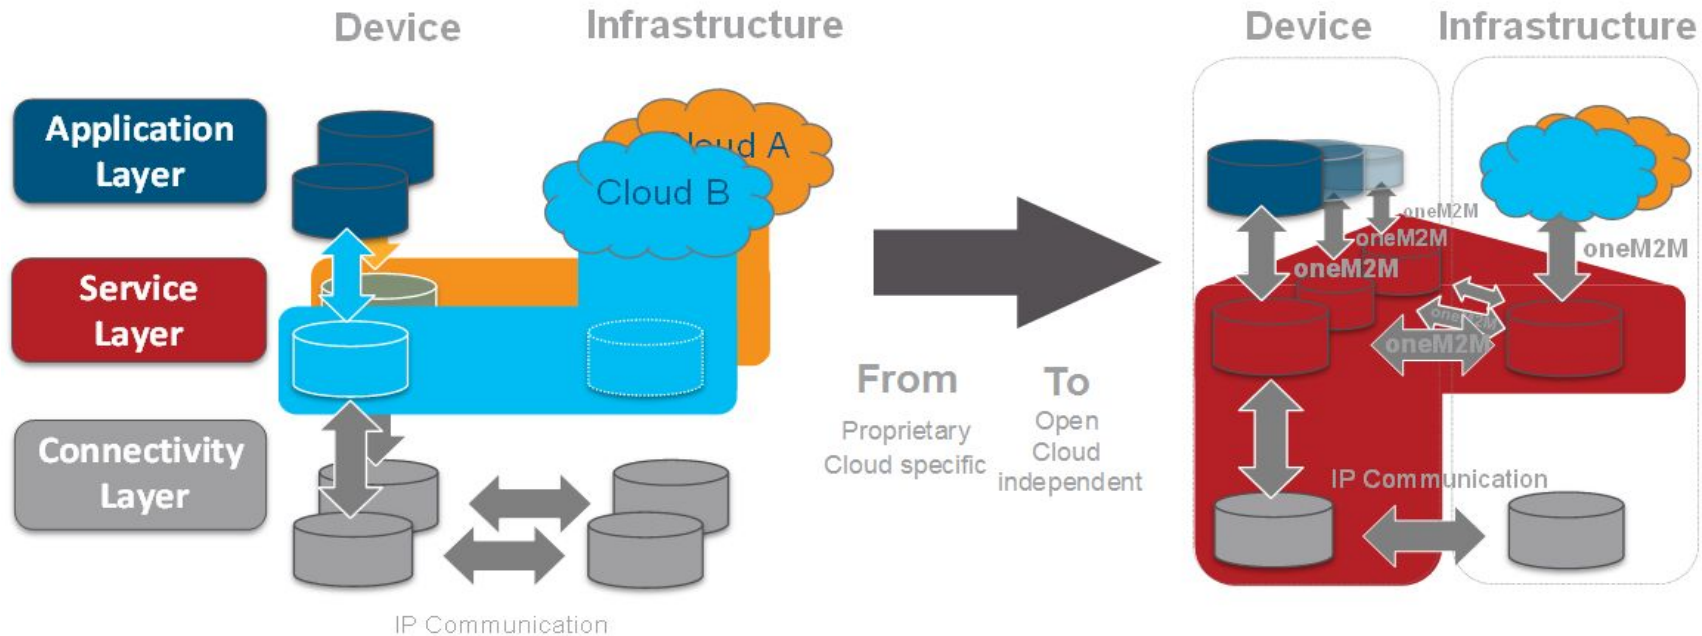 Device
Infrastructure
Application
Layer
Cloud A
Cloud B
Service
Layer
Connectivity
Layer
IP Communication
From
Proprietary
Cloud specific
To
Open
Cloud
independent
Device
Infrastructure
oneM2M
oneM2M
oneM2M
oneM2M
oneM2M
oneM2M
IP Communication